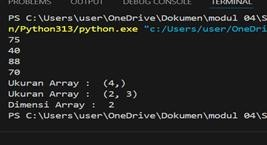 PROBLEMS OUTPUT DEBUG CONSOLE TERMINAL
PS C:\Users\user\OneDrive\Dokumen\modul 04\S
n/Python313/python.exe "c:/Users/user/OneDri
75
40
88
70
Ukuran Array : (4,)
Ukuran Array : (2, 3)
Dimensi Array : 2
PS C:\Users\user\OneDrive\Dokumen\modul 04\S